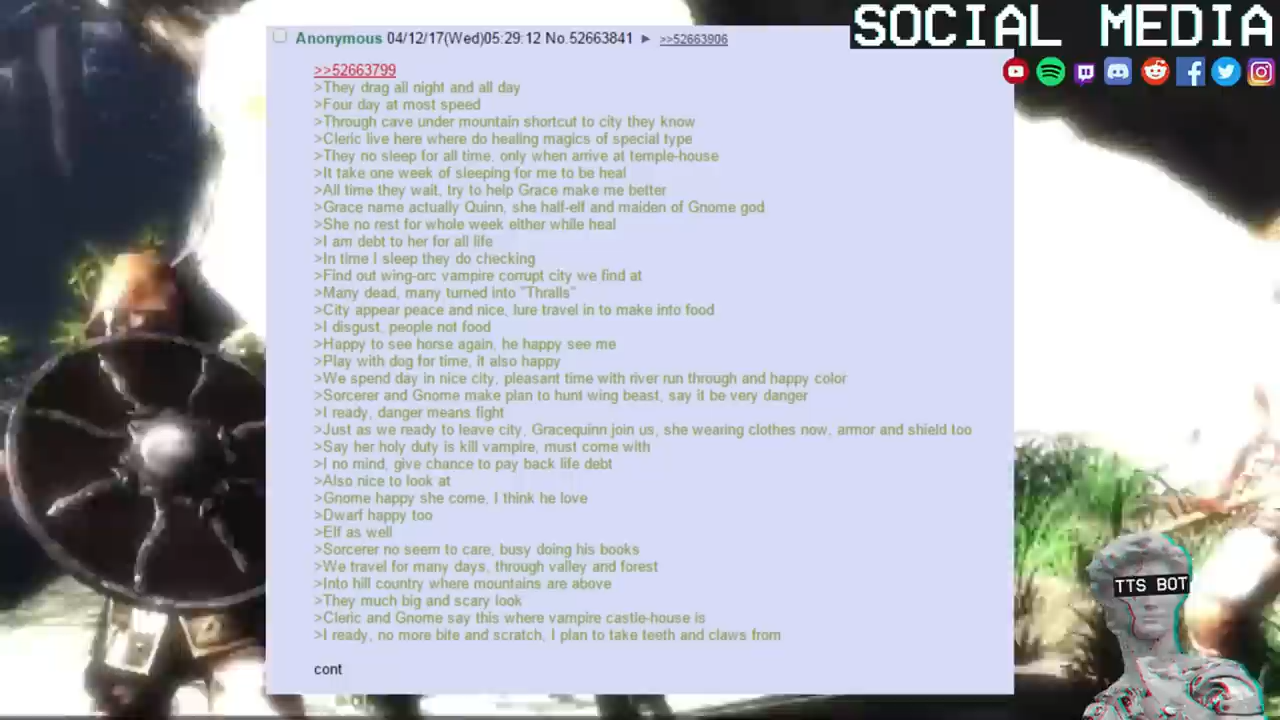 SOCIAL MEDIA
Anonymous 04/12/17(Wed)05:29:12 No.52663841 ► >>52663906
>>52663799
>They drag all night and all day
>Four day at most speed
>Through cave under mountain shortcut to city they know
>Cleric live here where do healing magics of special type
>They no sleep for all time, only when arrive at temple-house
>It take one week of sleeping for me to be heal
>All time they wait, try to help Grace make me better
>Grace name actually Quinn, she half-elf and maiden of Gnome god
>She no rest for whole week either while heal
>I am debt to her for all life
>In time I sleep they do checking
>Find out wing-orc vampire corrupt city we find at
>Many dead, many turned into "Thralls"
>City appear peace and nice, lure travel in to make into food
>I disgust, people not food
>Happy to see horse again, he happy see me
>Play with dog for time, it also happy
>We spend day in nice city, pleasant time with river run through and happy color
>Sorcerer and Gnome make plan to hunt wing beast, say it be very danger
>I ready, danger means fight
>Just as we ready to leave city, Gracequinn join us, she wearing clothes now, armor and shield too
>Say her holy duty is kill vampire, must come with
>I no mind, give chance to pay back life debt
>Also nice to look at
>Gnome happy she come, I think he love
>Dwarf happy too
>Elf as well
>Sorcerer no seem to care, busy doing his books
>We travel for many days, through valley and forest
>Into hill country where mountains are above
>They much big and scary look
>Cleric and Gnome say this where vampire castle-house is
>I ready, no more bite and scratch, I plan to take teeth and claws from
cont
TTS BOT